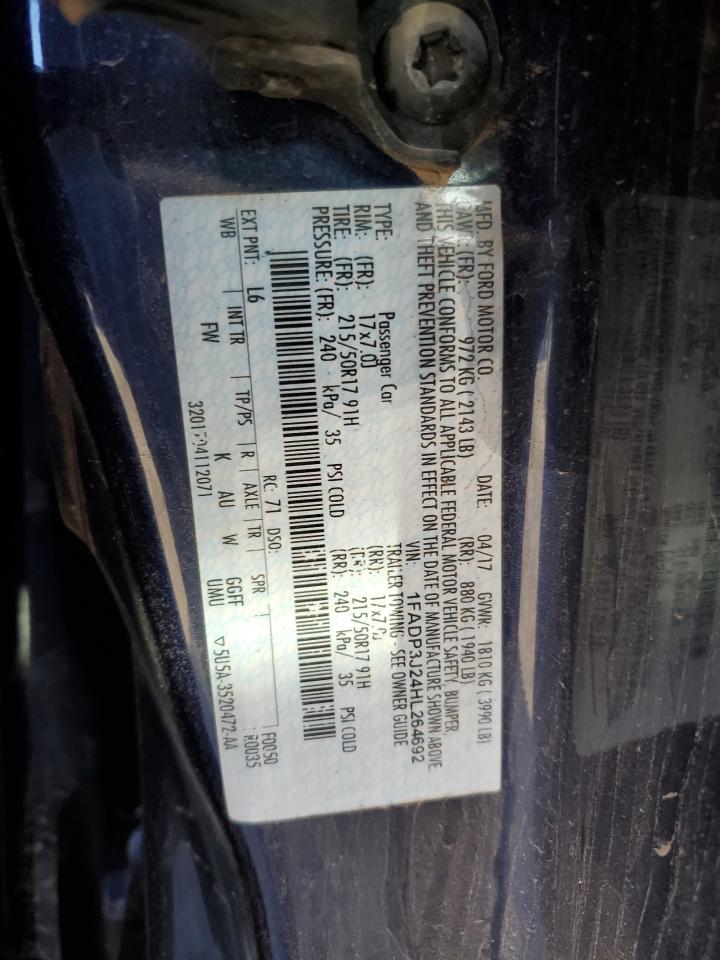 MFD. BY FORD MOTOR CO. DATE: 04/17 GVWR: 1810 KG ( 3990 LB)
GAWR: (FR): 972 KG ( 2143 LB) (RR): 880 KG ( 1940 LB)
THIS VEHICLE CONFORMS TO ALL APPLICABLE FEDERAL MOTOR VEHICLE SAFETY, BUMPER,
AND THEFT PREVENTION STANDARDS IN EFFECT ON THE DATE OF MANUFACTURE SHOWN ABOVE.
VIN: 1FADP3J24HL264692
TYPE: Passenger Car TRAILER TOWING - SEE OWNER GUIDE
RIM: (FR): 17x7.0J (RR): 17x7.0J
TIRE: (FR): 215/50R17 91H (RR): 215/50R17 91H
PRESSURE: (FR): 240 kPa/ 35 PSI COLD (RR): 240 kPa/ 35 PSI COLD
F0050
EXT PNT: L6 RC: 71 DSO: R0035
WB INT TR TP/PS R AXLE TR SPR
FW K AU W GGFF
UMU ▽5U5A-3520472-AA
112071